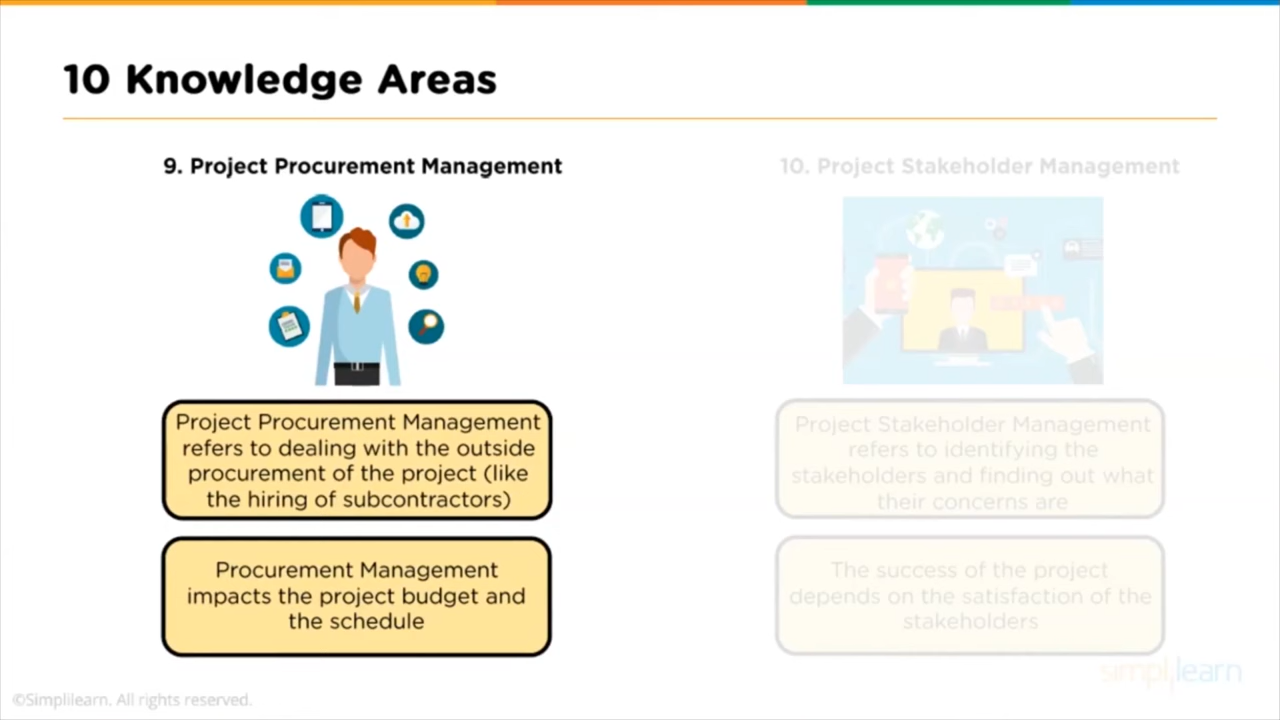 10 Knowledge Areas
9. Project Procurement Management
Project Procurement Management
refers to dealing with the outside
procurement of the project (like
the hiring of subcontractors)
Procurement Management
impacts the project budget and
the schedule
10. Project Stakeholder Management
Project Stakeholder Management
refers to identifying the
stakeholders and finding out what
their concerns are
The success of the project
depends on the satisfaction of the
stakeholders
simplilearn
©Simplilearn. All rights reserved.